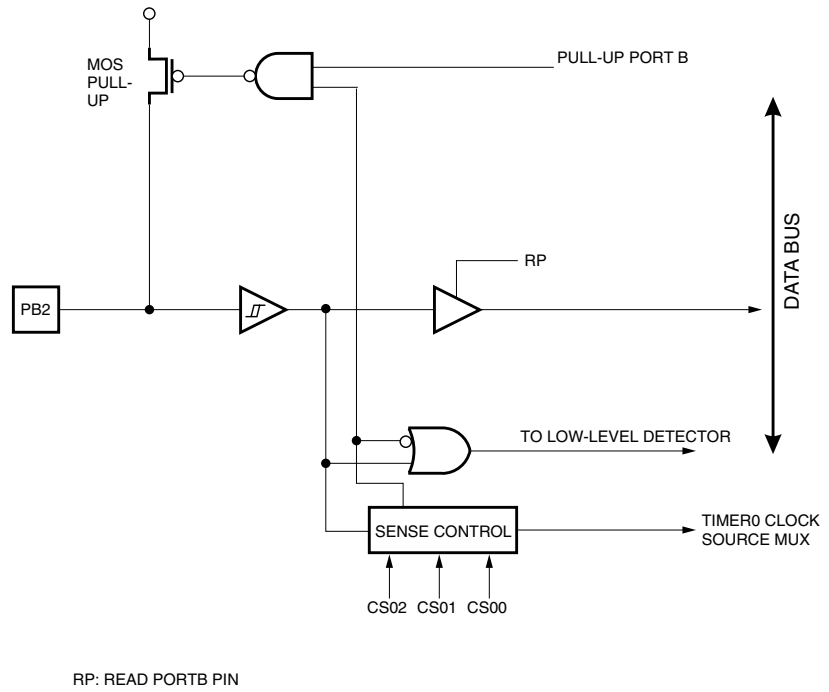 MOS
PULL-
UP
PULL-UP PORT B
RP
DATA BUS
PB2
TO LOW-LEVEL DETECTOR
SENSE CONTROL
TIMER0 CLOCK
SOURCE MUX
CS02 CS01 CS00
RP: READ PORTB PIN